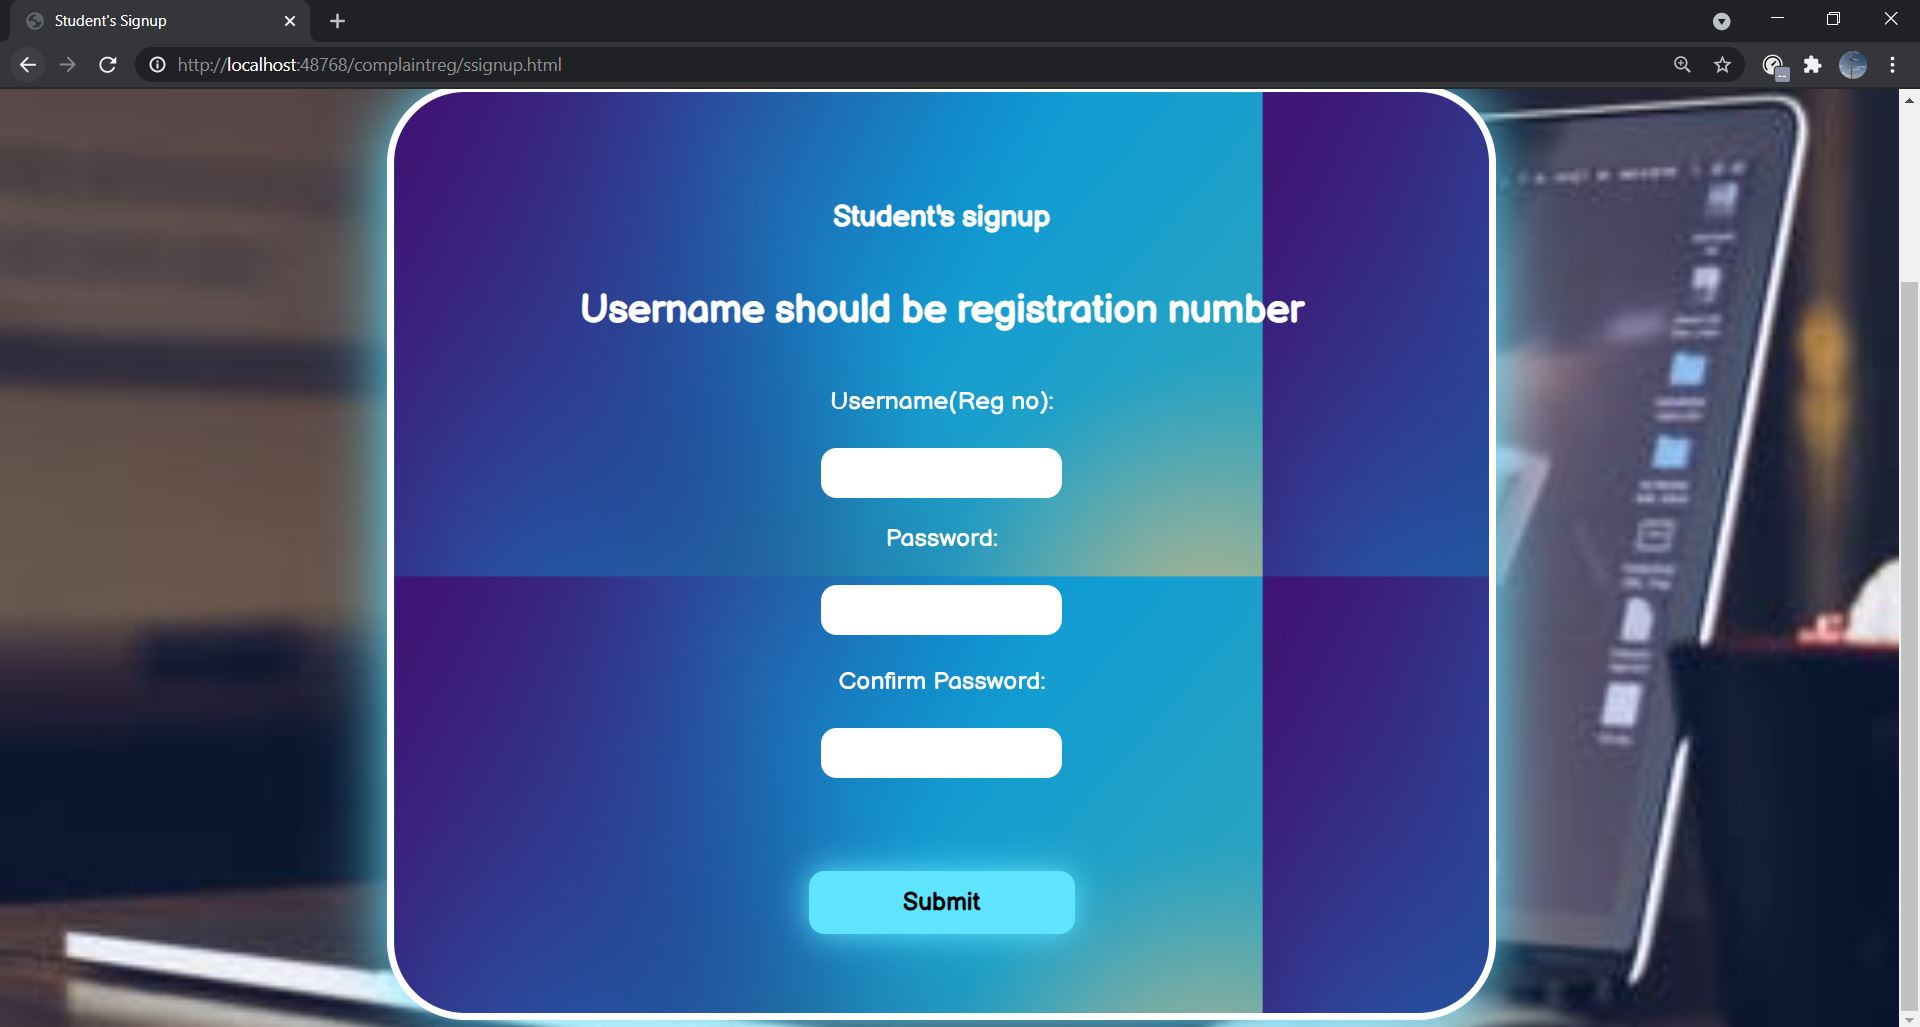 Student's Signup
http://localhost:48768/complaintreg/ssignup.html
Student's signup
Username should be registration number
Username(Reg no):
Password:
Confirm Password:
Submit